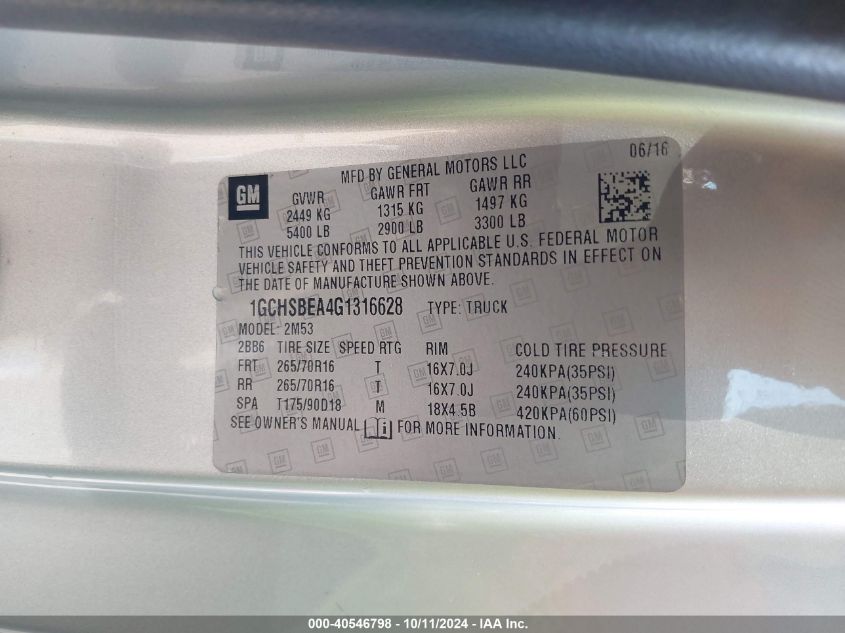 06/16
MFD BY GENERAL MOTORS LLC
GM
GVWR GAWR FRT GAWR RR
2449 KG 1315 KG 1497 KG
5400 LB 2900 LB 3300 LB
THIS VEHICLE CONFORMS TO ALL APPLICABLE U.S. FEDERAL MOTOR
VEHICLE SAFETY AND THEFT PREVENTION STANDARDS IN EFFECT ON
THE DATE OF MANUFACTURE SHOWN ABOVE.
1GCHSBEA4G1316628 TYPE: TRUCK
MODEL: 2M53
2BB6 TIRE SIZE SPEED RTG RIM COLD TIRE PRESSURE
FRT 265/70R16 T 16X7.0J 240KPA(35PSI)
RR 265/70R16 T 16X7.0J 240KPA(35PSI)
SPA T175/90D18 M 18X4.5B 420KPA(60PSI)
SEE OWNER'S MANUAL i FOR MORE INFORMATION.
000-40546798 - 10/11/2024 - IAA Inc.